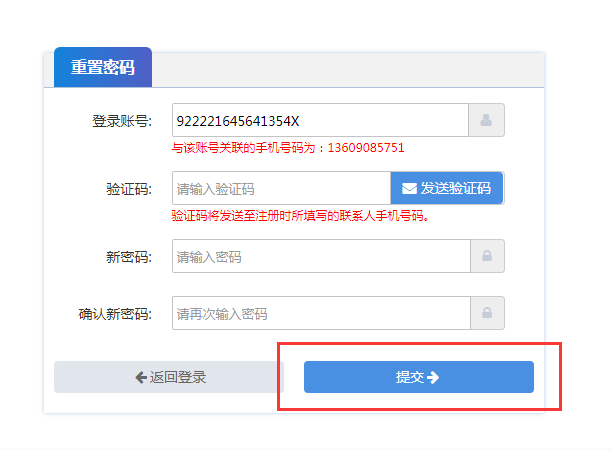 重置密码
登录账号: 922221645641354X
与该账号关联的手机号码为：13609085751
验证码: 请输入验证码 发送验证码
验证码将发送至注册时所填写的联系人手机号码。
新密码: 请输入密码
确认新密码: 请再次输入密码
返回登录 提交